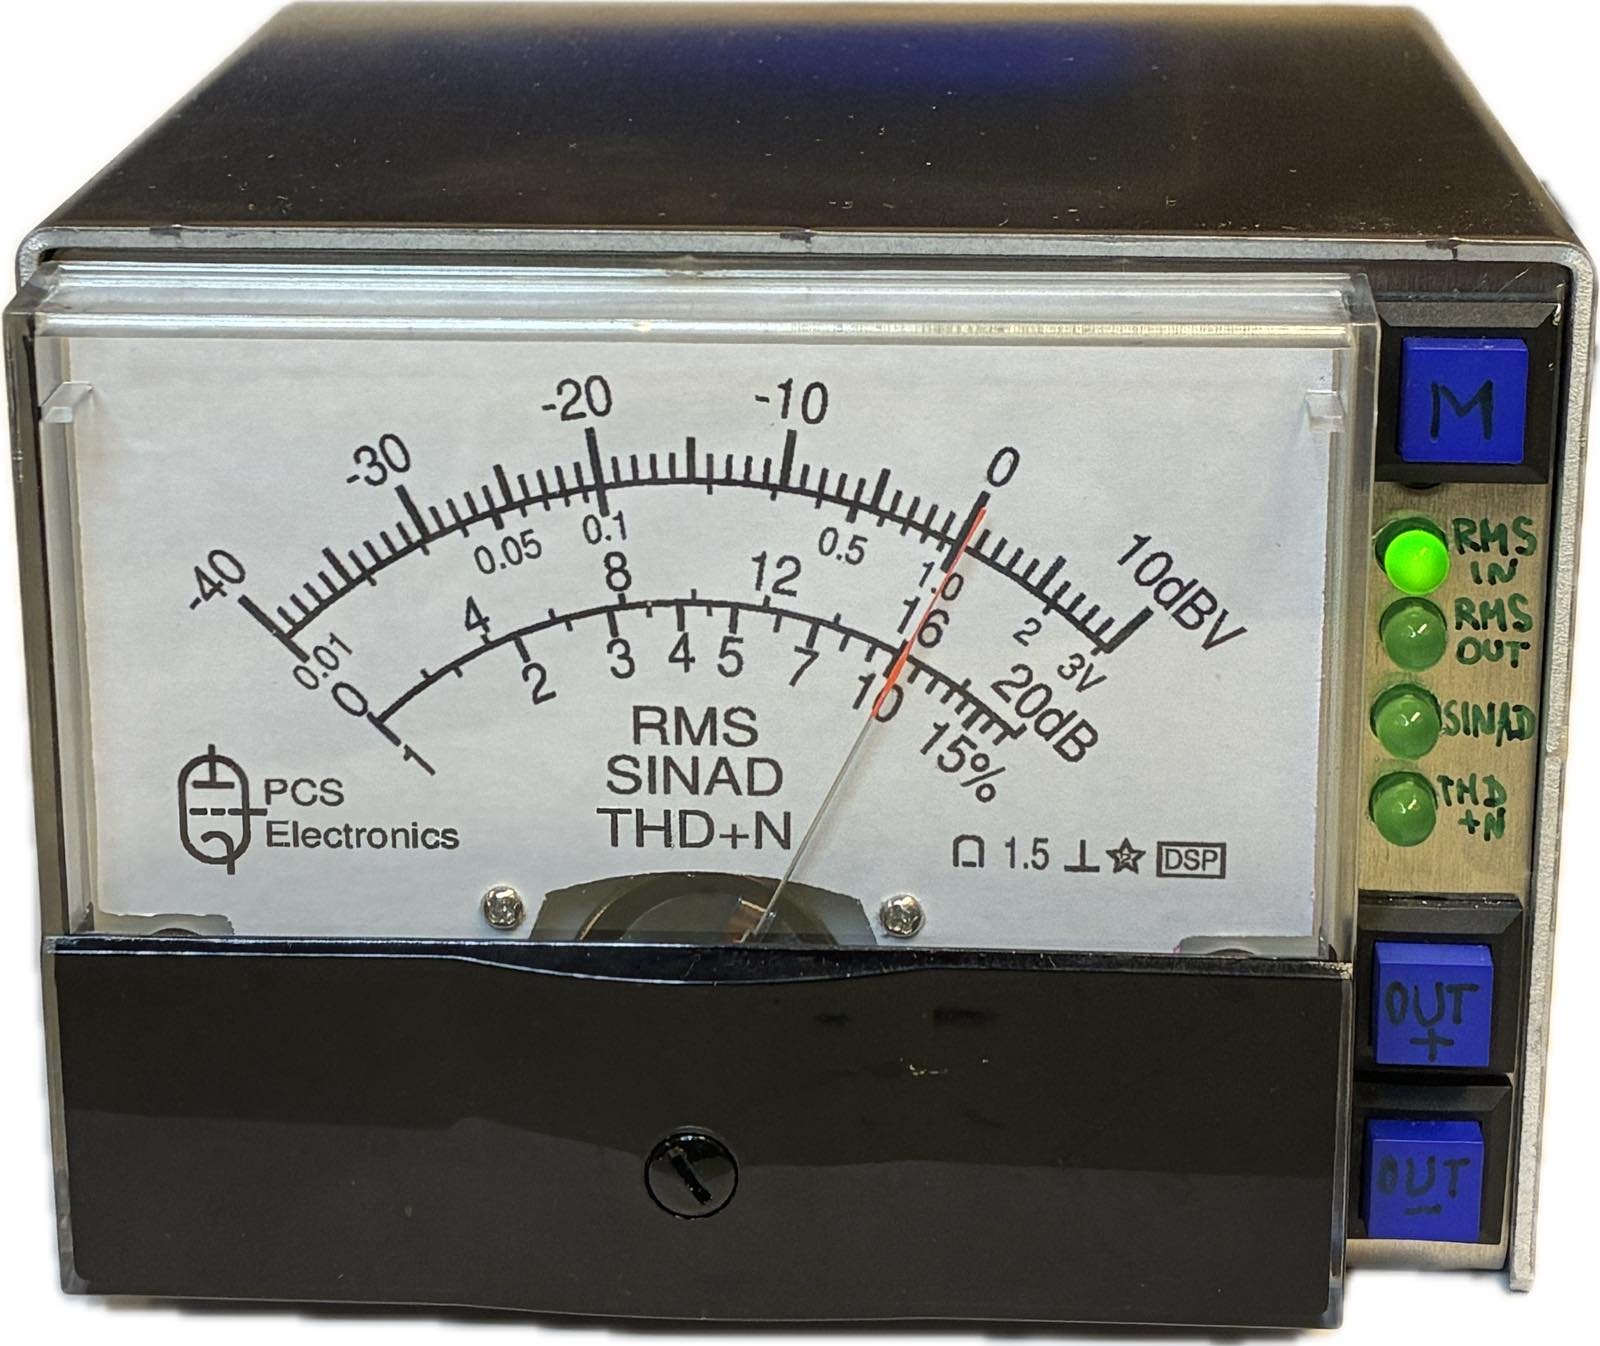 -40 -30 -20 -10 0 10dBV
0.01 0.05 0.1 0.5 1.0 2 3V
0 4 8 12 16 20dB
1 2 3 4 5 7 10 15%
RMS
SINAD
THD+N
PCS
Electronics
1.5 DSP
M
RMS
IN
RMS
OUT
SINAD
THD
+N
OUT
+
OUT
-